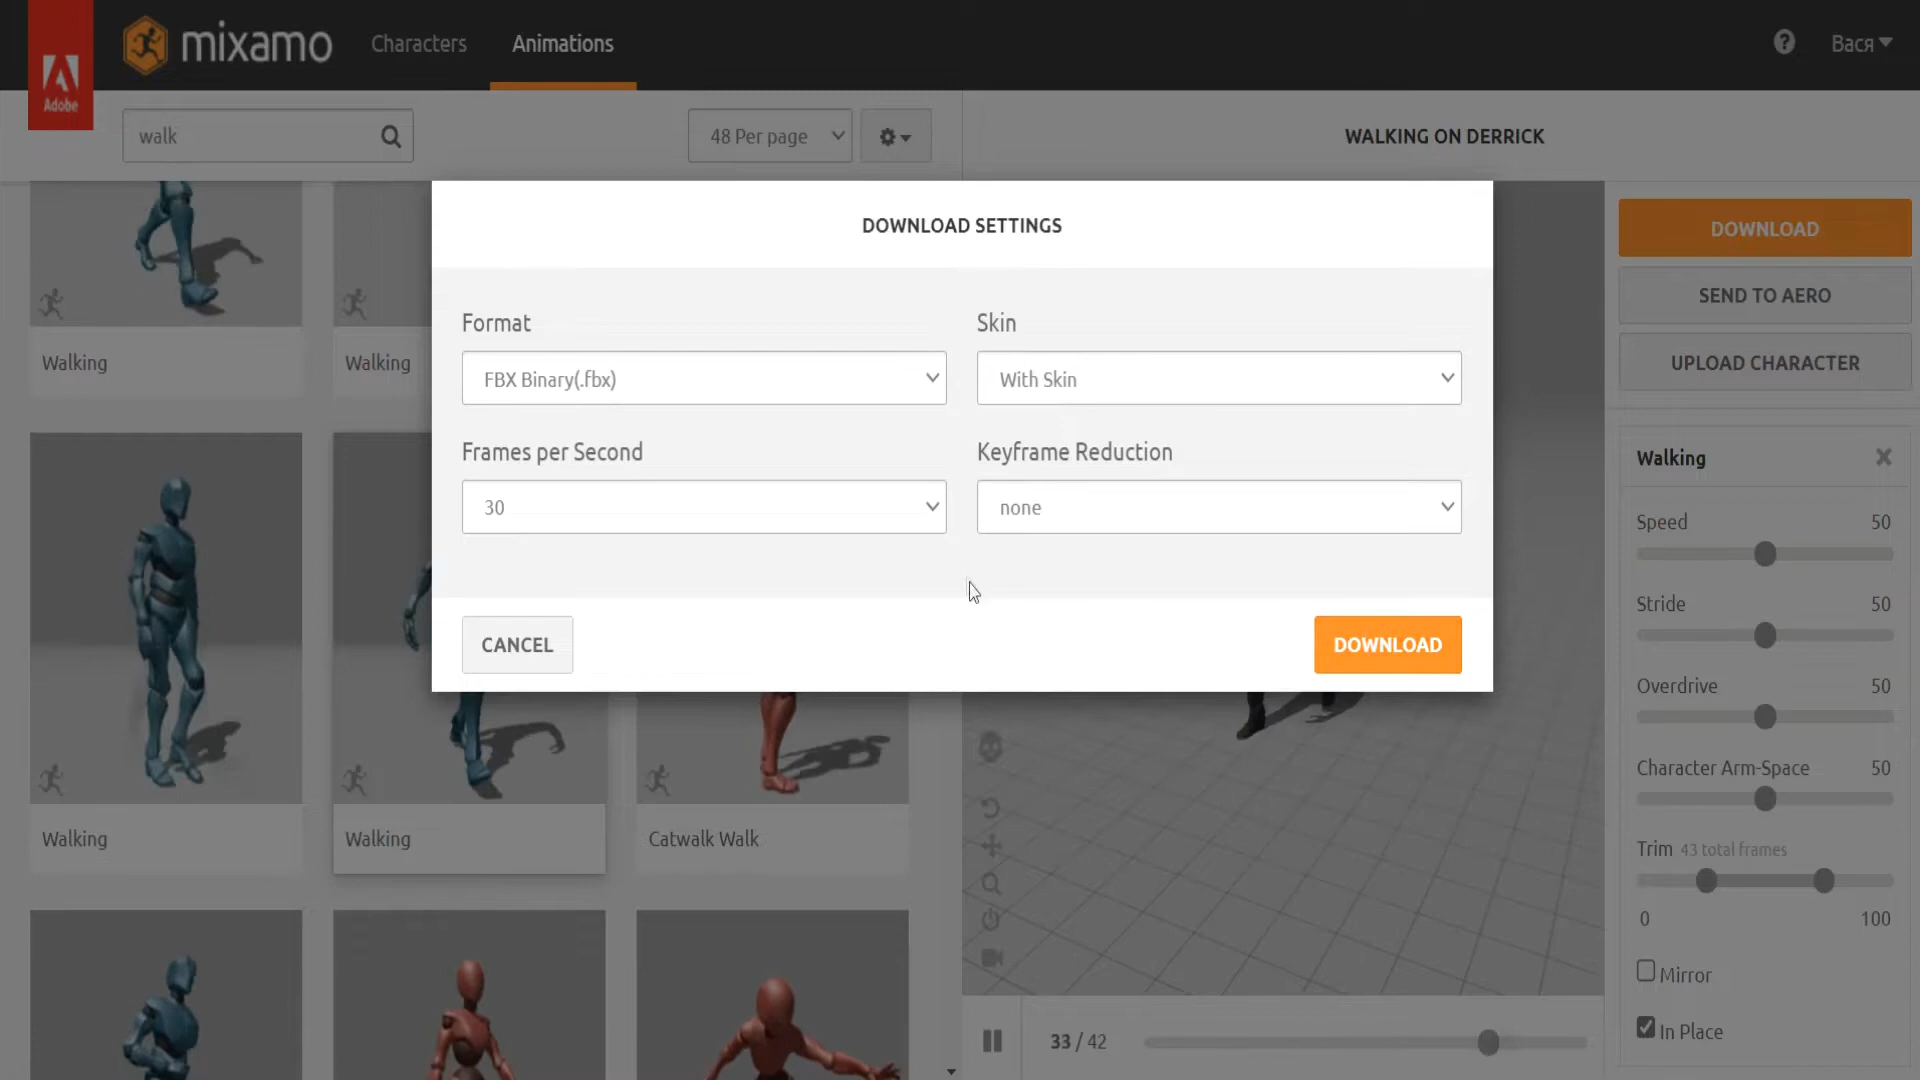 Adobe
mixamo
Characters
Animations
Вася
walk
48 Per page
WALKING ON DERRICK
DOWNLOAD SETTINGS
Format
Skin
FBX Binary(.fbx)
With Skin
Frames per Second
Keyframe Reduction
30
none
CANCEL
DOWNLOAD
DOWNLOAD
SEND TO AERO
UPLOAD CHARACTER
Walking
Speed 50
Stride 50
Overdrive 50
Character Arm-Space 50
Trim 43 total frames
0 100
Mirror
In Place
Walking
Walking
Walking
Walking
Catwalk Walk
33 / 42